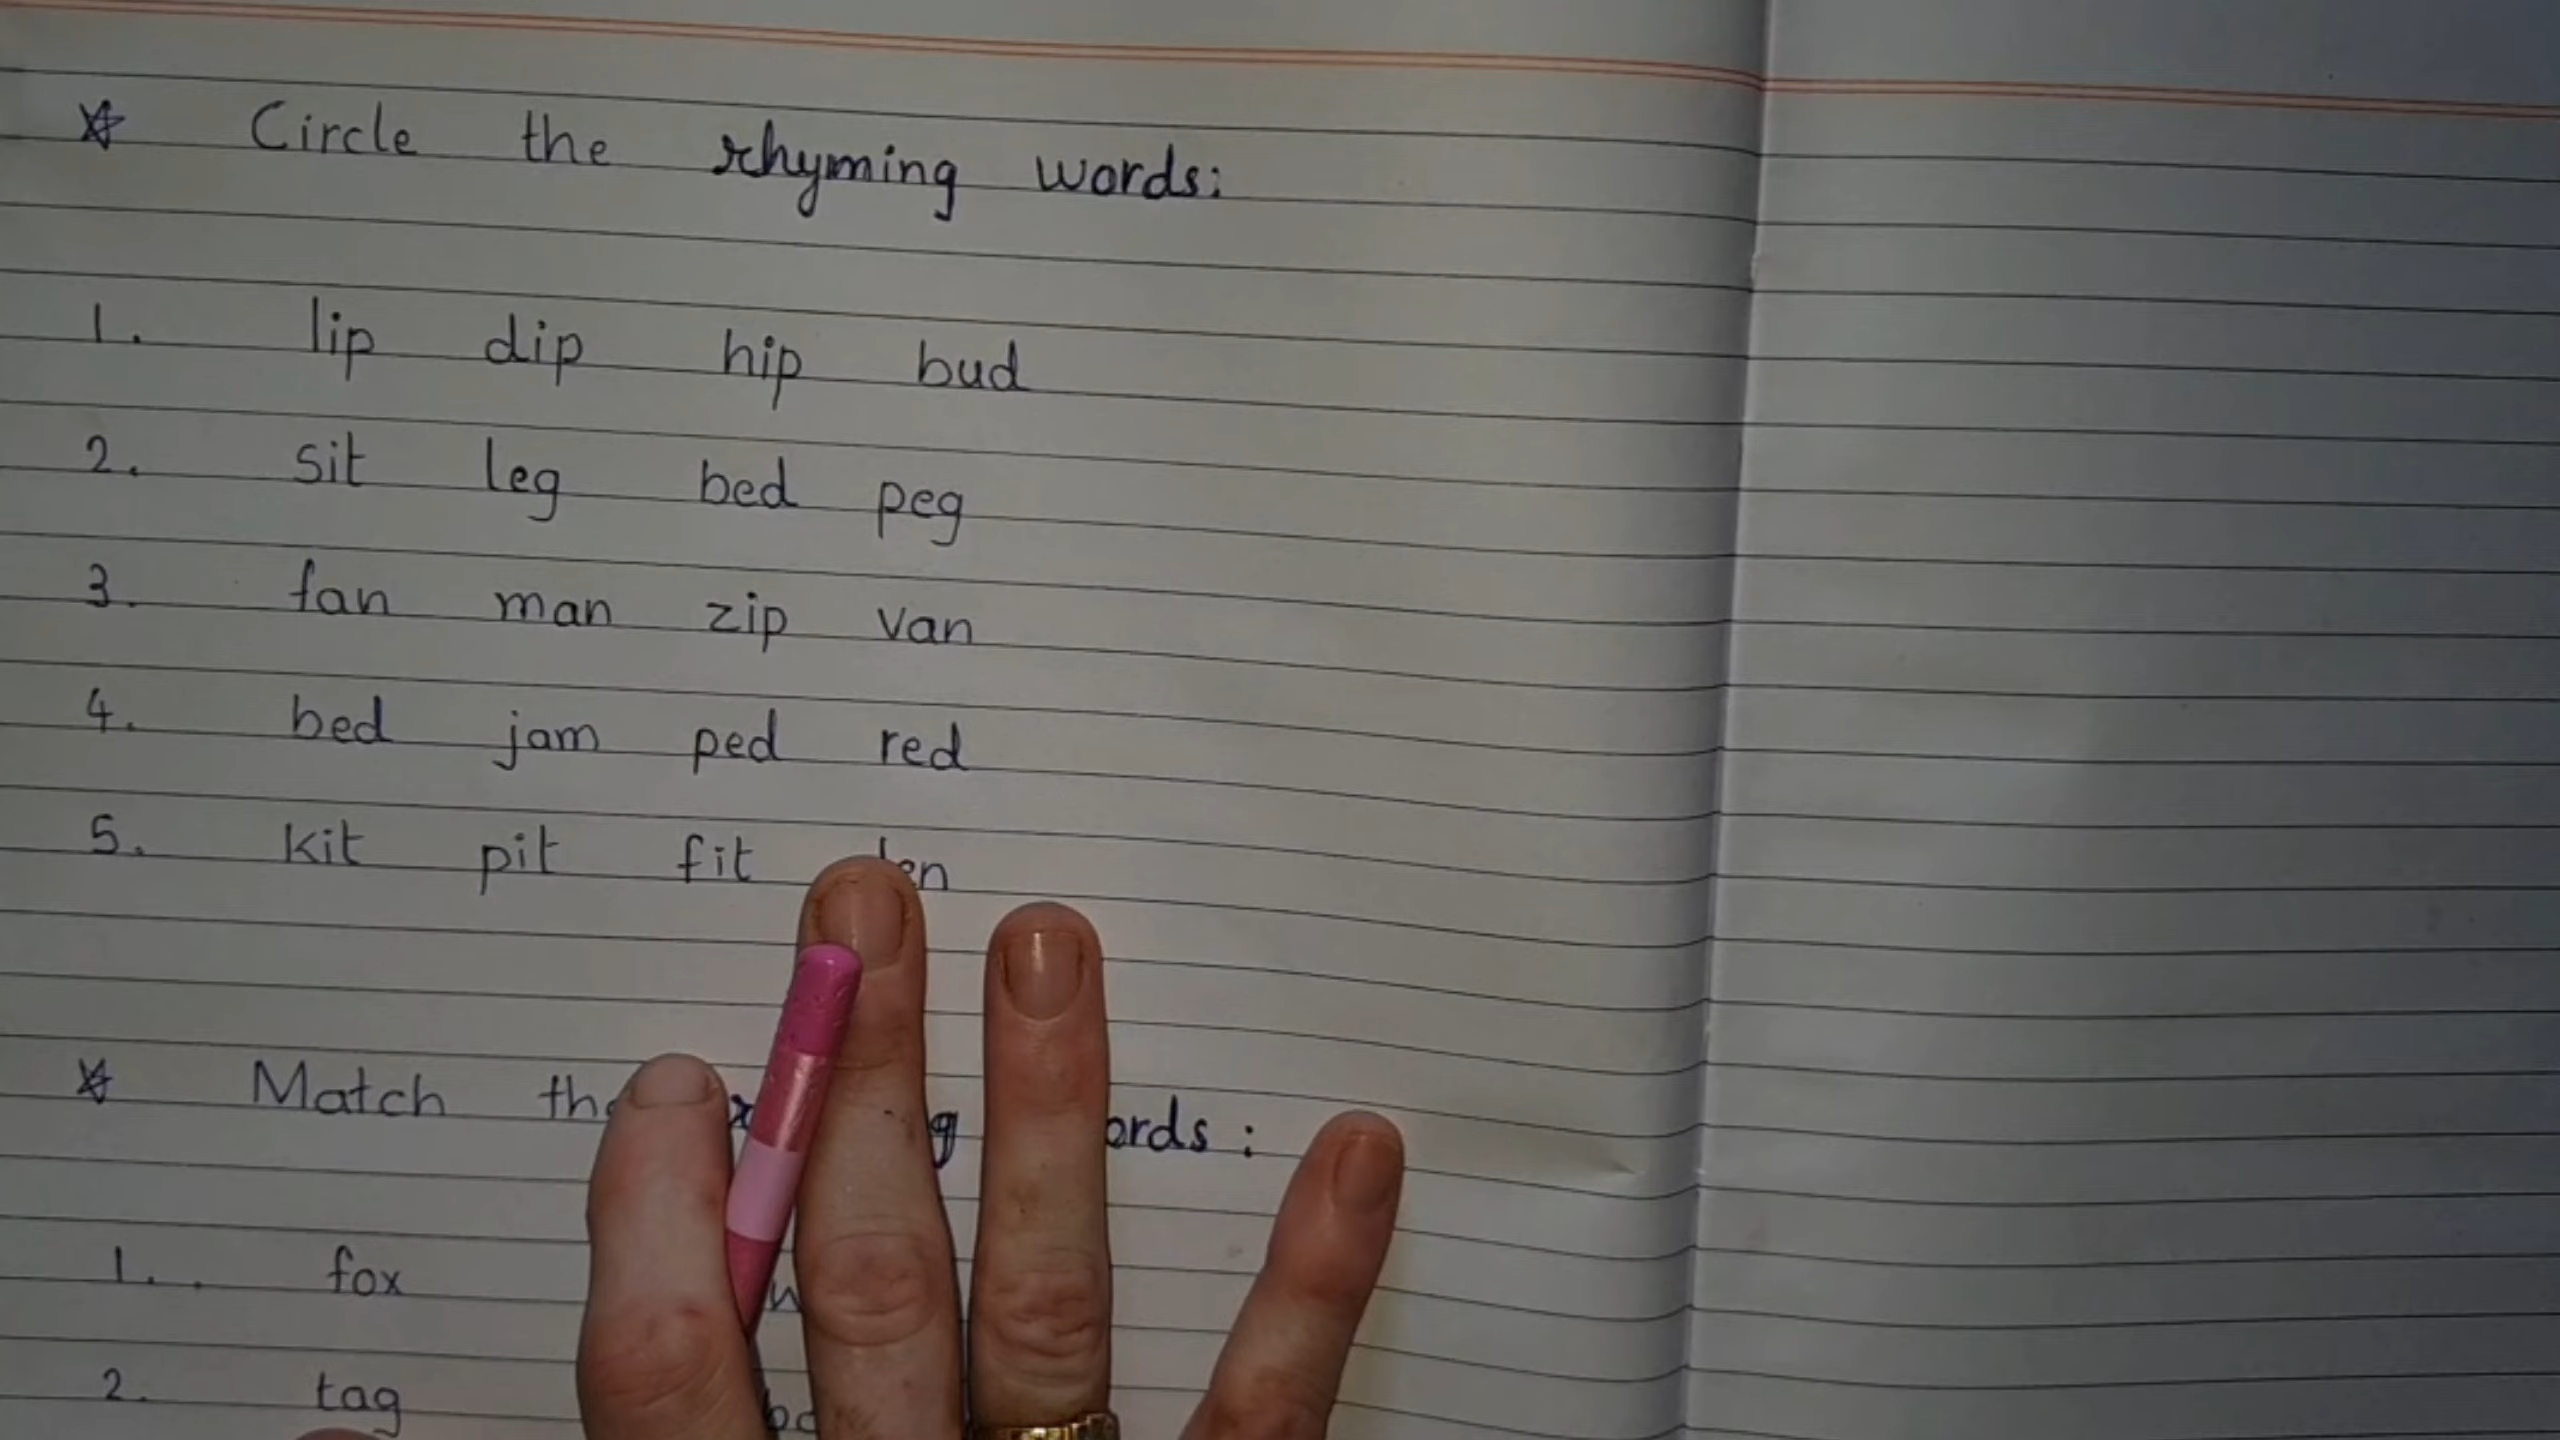 Circle the rhyming words:
1. lip dip hip bud
2. sit leg bed peg
3. fan man zip van
4. bed jam ped red
5. kit pit fit
Match the
1. fox
2. tag